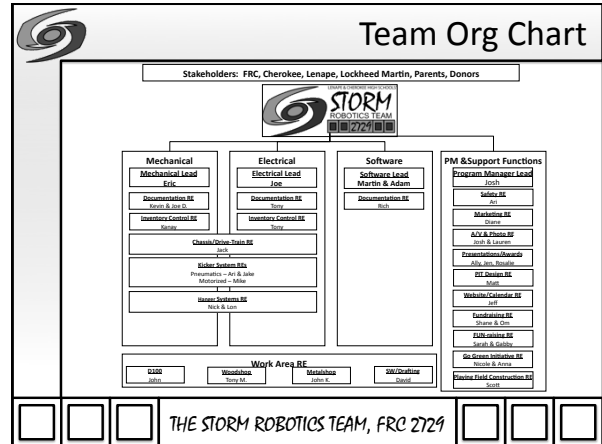 Team Org Chart
Stakeholders: FRC, Cherokee, Lenape, Lockheed Martin, Parents, Donors
LENAPE & CHEROKEE HIGH SCHOOLS
STORM
ROBOTICS TEAM
2729
Mechanical
Mechanical Lead
Eric
Documentation RE
Kevin & Joe D.
Inventory Control RE
Karay
Electrical
Electrical Lead
Joe
Documentation RE
Tony
Inventory Control RE
Tony
Chassis/Drive-Train RE
Jack
Kicker System REs
Pneumatics – Ari & Jake
Motorized – Mike
Hanger Systems RE
Nick & Lon
Software
Software Lead
Martin & Adam
Documentation RE
Rich
PM &Support Functions
Program Manager Lead
Josh
Safety RE
Ari
Marketing RE
Diane
A/V & Photo RE
Josh & Lauren
Presentations/Awards
Ally, Jen, Rosalie
PIT Design RE
Matt
Website/Calendar RE
Jeff
Fundraising RE
Shane & Om
FUN-raising RE
Sarah & Gabby
Go Green Initiative RE
Nicole & Anna
Playing Field Construction RE
Scott
Work Area RE
D100
John
Woodshop
Tony M.
Metalshop
John K.
SW/Drafting
David
THE STORM ROBOTICS TEAM, FRC 2729